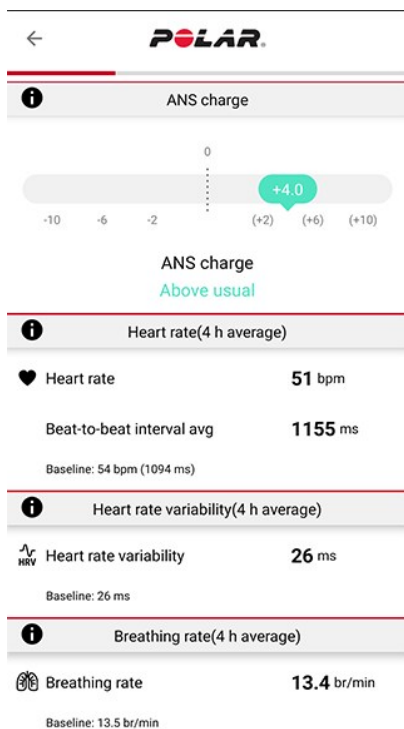 POLAR.
ANS charge
0
+4.0
-10 -6 -2 (+2) (+6) (+10)
ANS charge
Above usual
Heart rate(4 h average)
Heart rate 51 bpm
Beat-to-beat interval avg 1155 ms
Baseline: 54 bpm (1094 ms)
Heart rate variability(4 h average)
HRV Heart rate variability 26 ms
Baseline: 26 ms
Breathing rate(4 h average)
Breathing rate 13.4 br/min
Baseline: 13.5 br/min